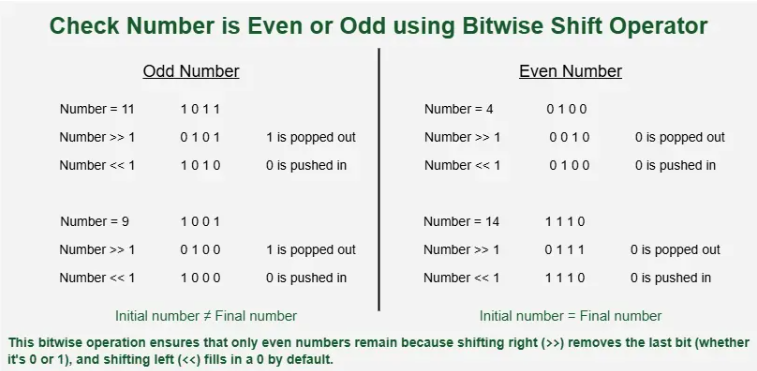 Check Number is Even or Odd using Bitwise Shift Operator
Odd Number
Number = 11 1 0 1 1
Number >> 1 0 1 0 1 1 is popped out
Number << 1 1 0 1 0 0 is pushed in
Number = 9 1 0 0 1
Number >> 1 0 1 0 0 1 is popped out
Number << 1 1 0 0 0 0 is pushed in
Initial number ≠ Final number
Even Number
Number = 4 0 1 0 0
Number >> 1 0 0 1 0 0 is popped out
Number << 1 0 1 0 0 0 is pushed in
Number = 14 1 1 1 0
Number >> 1 0 1 1 1 0 is popped out
Number << 1 1 1 1 0 0 is pushed in
Initial number = Final number
This bitwise operation ensures that only even numbers remain because shifting right (>>) removes the last bit (whether
it's 0 or 1), and shifting left (<<) fills in a 0 by default.